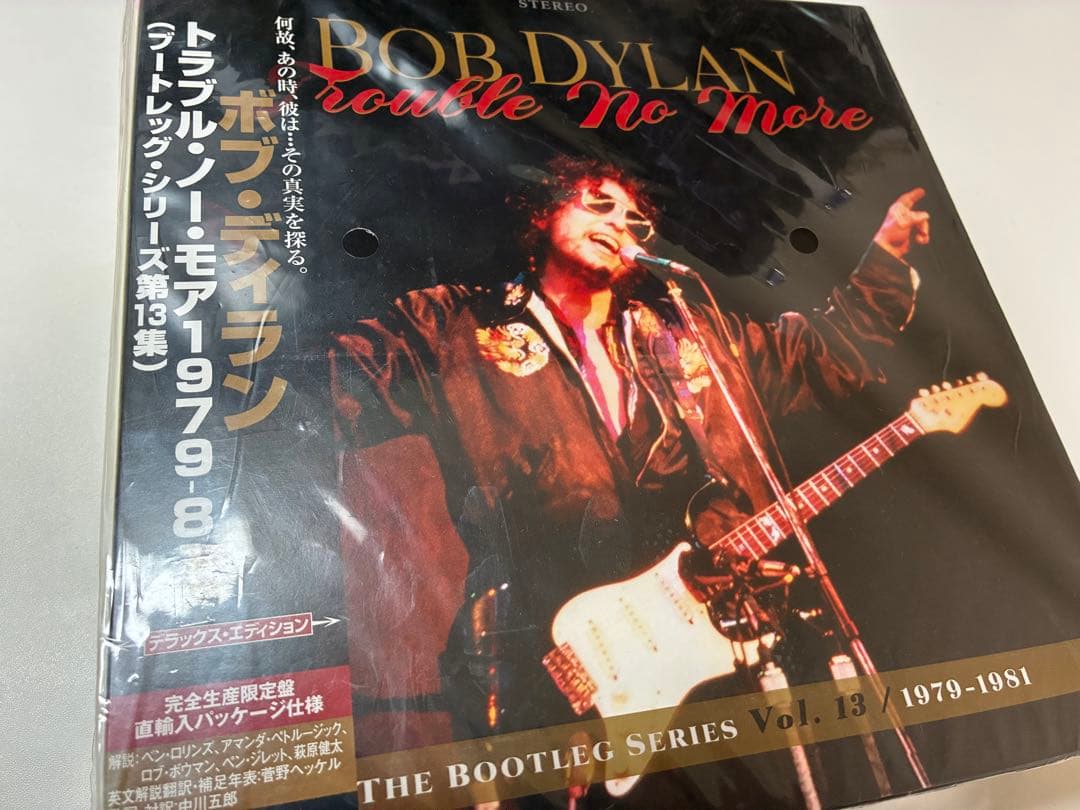 STEREO
BOB DYLAN
Trouble No More
何故、あの時、彼は…その真実を探る。
ボブ・ディラン
トラブル・ノー・モア1979-8
(ブートレッグ・シリーズ第13集)
デラックス・エディション→
完全生産限定盤
直輸入パッケージ仕様
解説:ベン・ロリンズ、アマンダ・ペトルージック、
ロブ・ボウマン、ペン・ジレット、萩原健太
英文解説翻訳・補足年表:菅野ヘッケル
対訳:中川五郎
THE BOOTLEG SERIES Vol. 13 / 1979-1981